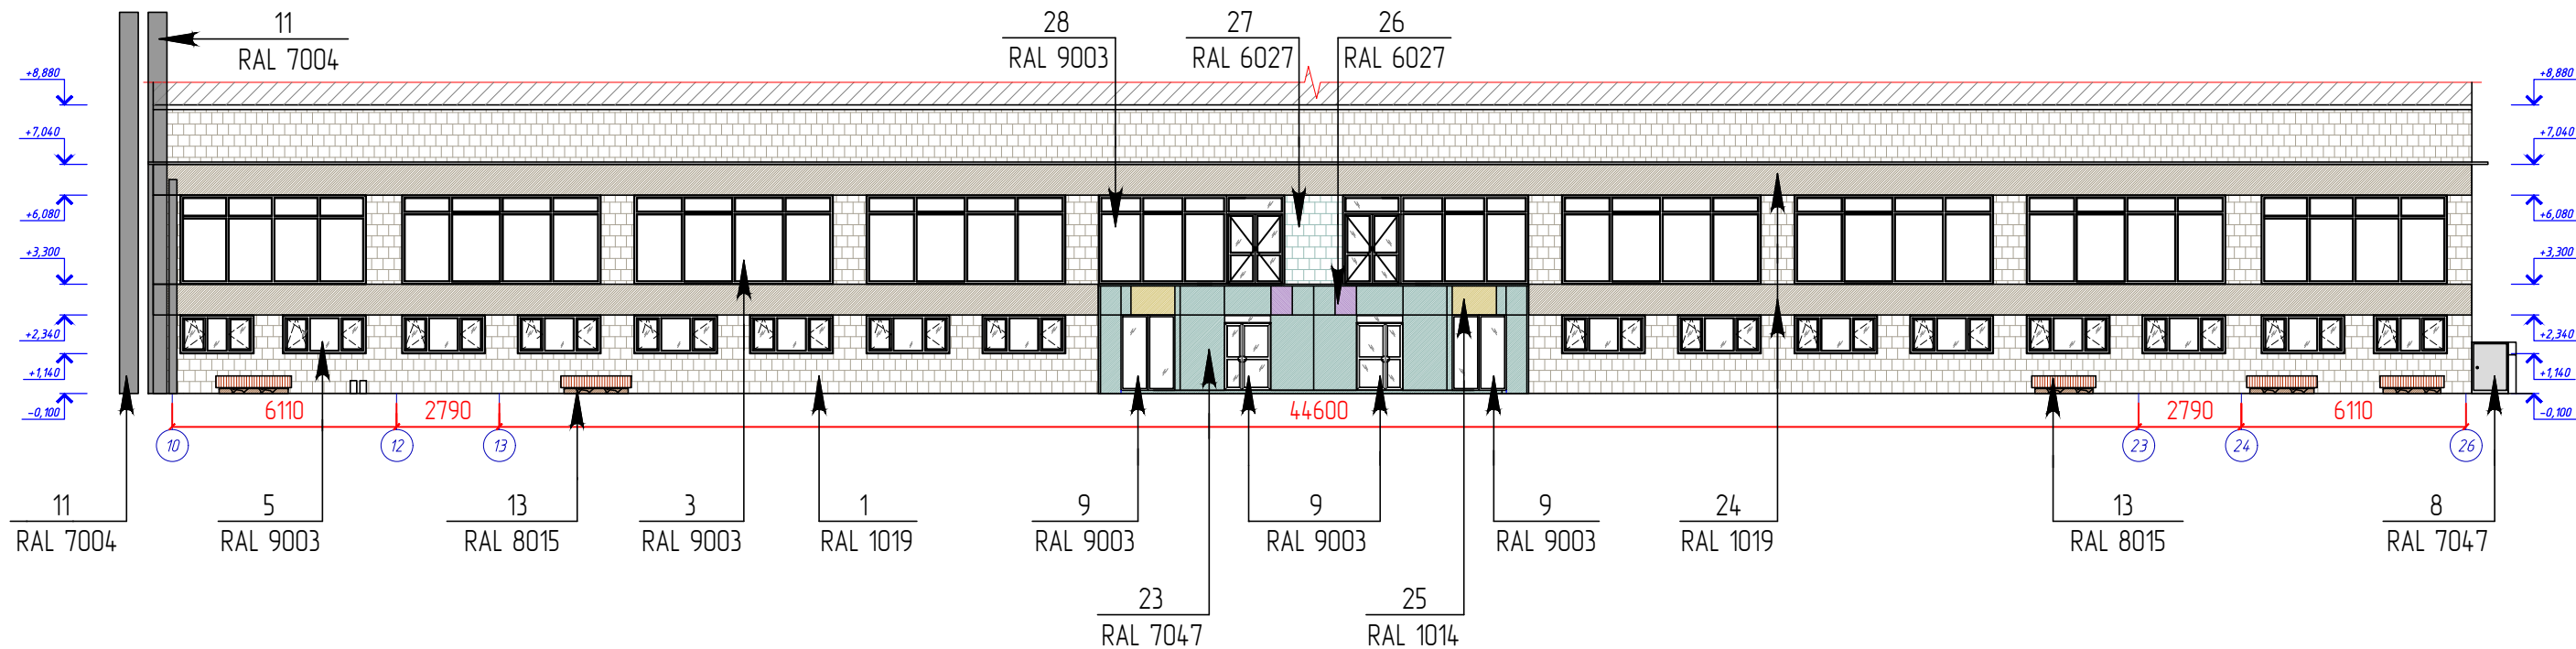 11
RAL 7004
28
RAL 9003
27
RAL 6027
26
RAL 6027
+8,880
+7,040
+6,080
+3,300
+2,340
+1,140
-0,100
+8,880
+7,040
+6,080
+3,300
+2,340
+1,140
-0,100
6110
2790
44600
2790
6110
10
12
13
23
24
26
11
RAL 7004
5
RAL 9003
13
RAL 8015
3
RAL 9003
1
RAL 1019
9
RAL 9003
9
RAL 9003
9
RAL 9003
24
RAL 1019
13
RAL 8015
8
RAL 7047
23
RAL 7047
25
RAL 1014